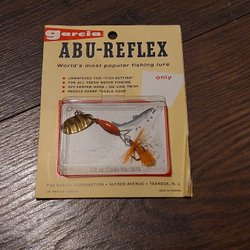 garcia
ABU-REFLEX
World's most popular fishing lure
only
UNMATCHED FOR "FISH-GETTING"
FOR ALL FRESH WATER FISHING
OFF-CENTER HOOK - NO LINE TWIST
NEEDLE-SHARP TREBLE HOOK
THE GARCIA CORPORATION • ALFRED AVENUE • TEANECK, N. J.